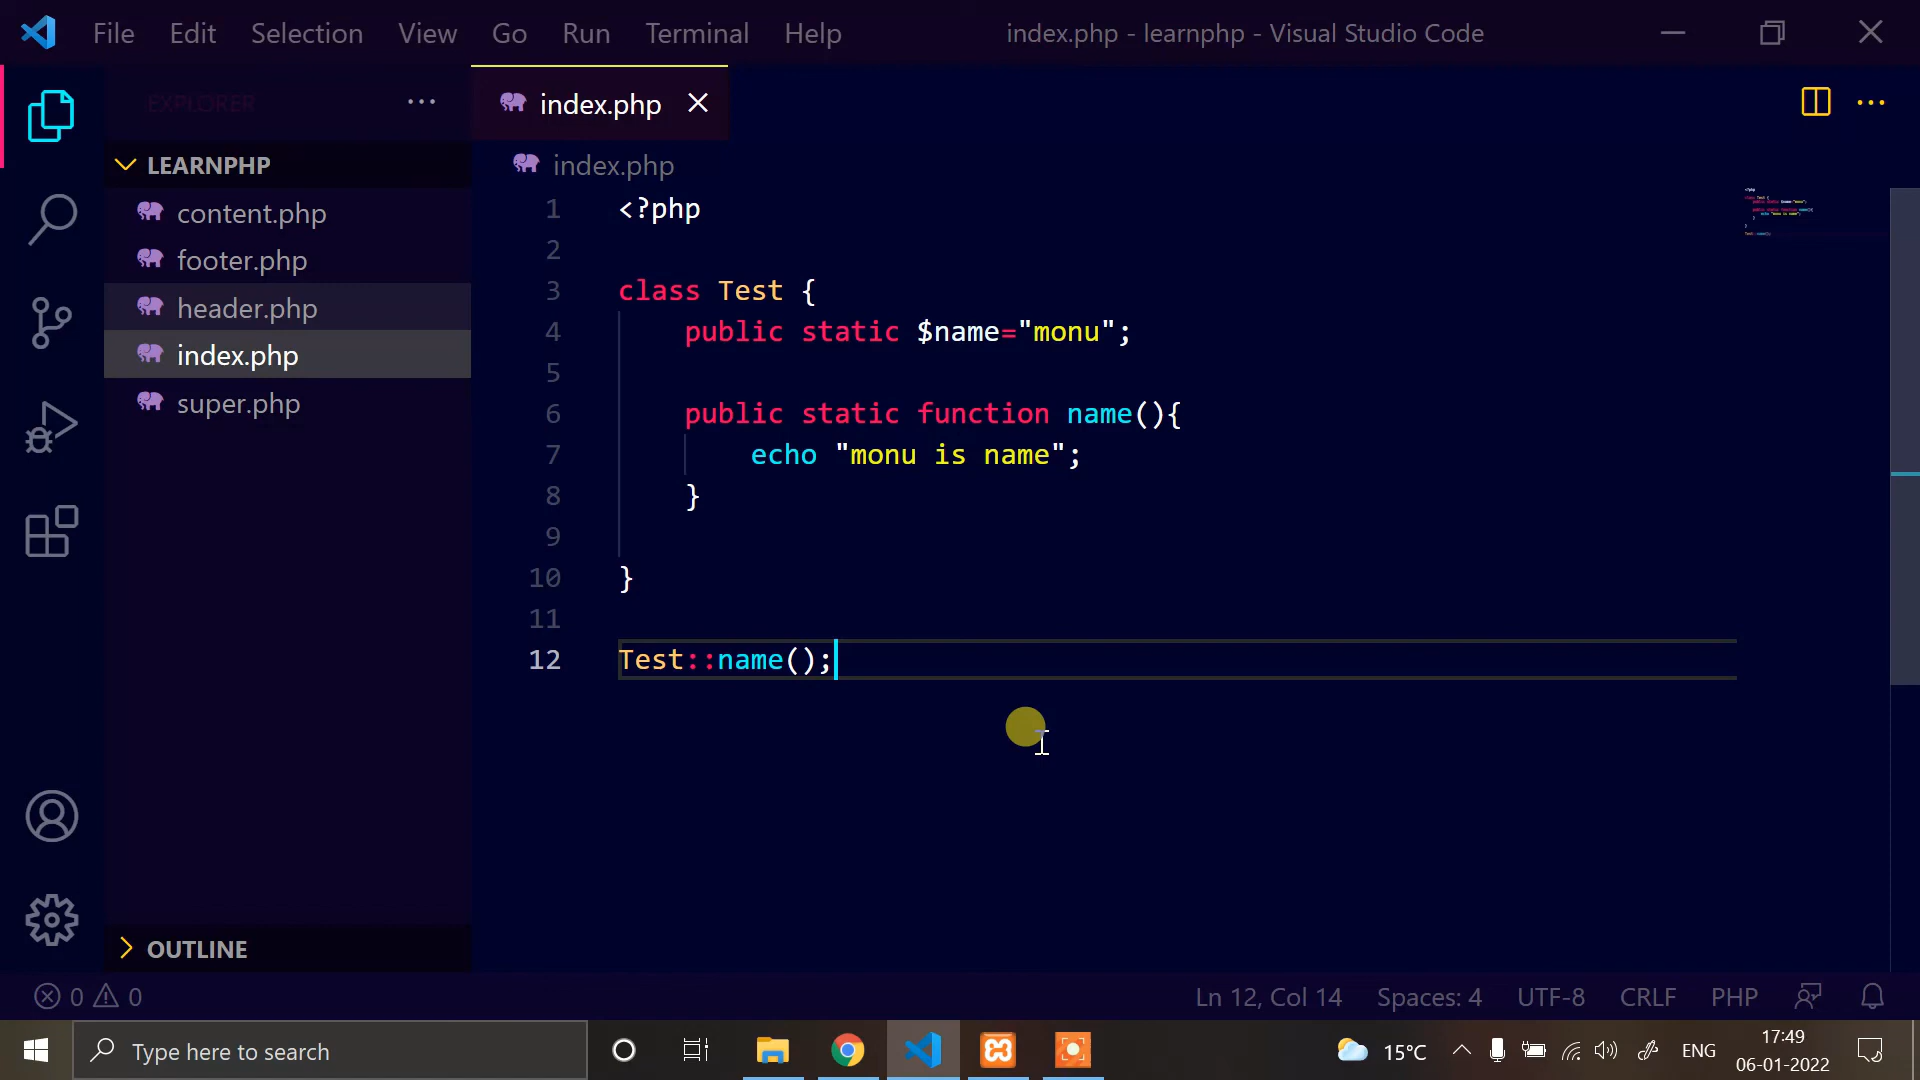 File Edit Selection View Go Run Terminal Help index.php - learnphp - Visual Studio Code
EXPLORER ···
index.php
LEARNPHP
content.php
footer.php
header.php
index.php
super.php
OUTLINE
index.php
1 <?php
2
3 class Test {
4 public static $name="monu";
5
6 public static function name(){
7 echo "monu is name";
8 }
9
10 }
11
12 Test::name();
0 0 Ln 12, Col 14 Spaces: 4 UTF-8 CRLF PHP
Type here to search 15°C ENG 17:49
06-01-2022